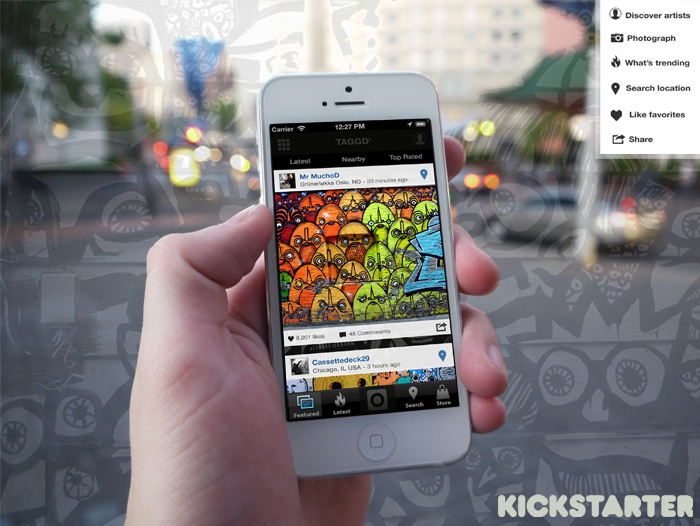 Discover artists
Photograph
What's trending
Search location
Like favorites
Share
Carrier 12:27 PM
TAGGD'
Latest Nearby Top Rated
Mr MuchoD
Grünerløkka Oslo, NO - 30 minutes ago
8,201 likes 46 Comments
Cassettedeck29
Chicago, IL USA - 3 hours ago
Featured Latest Search Store
KICKSTARTER